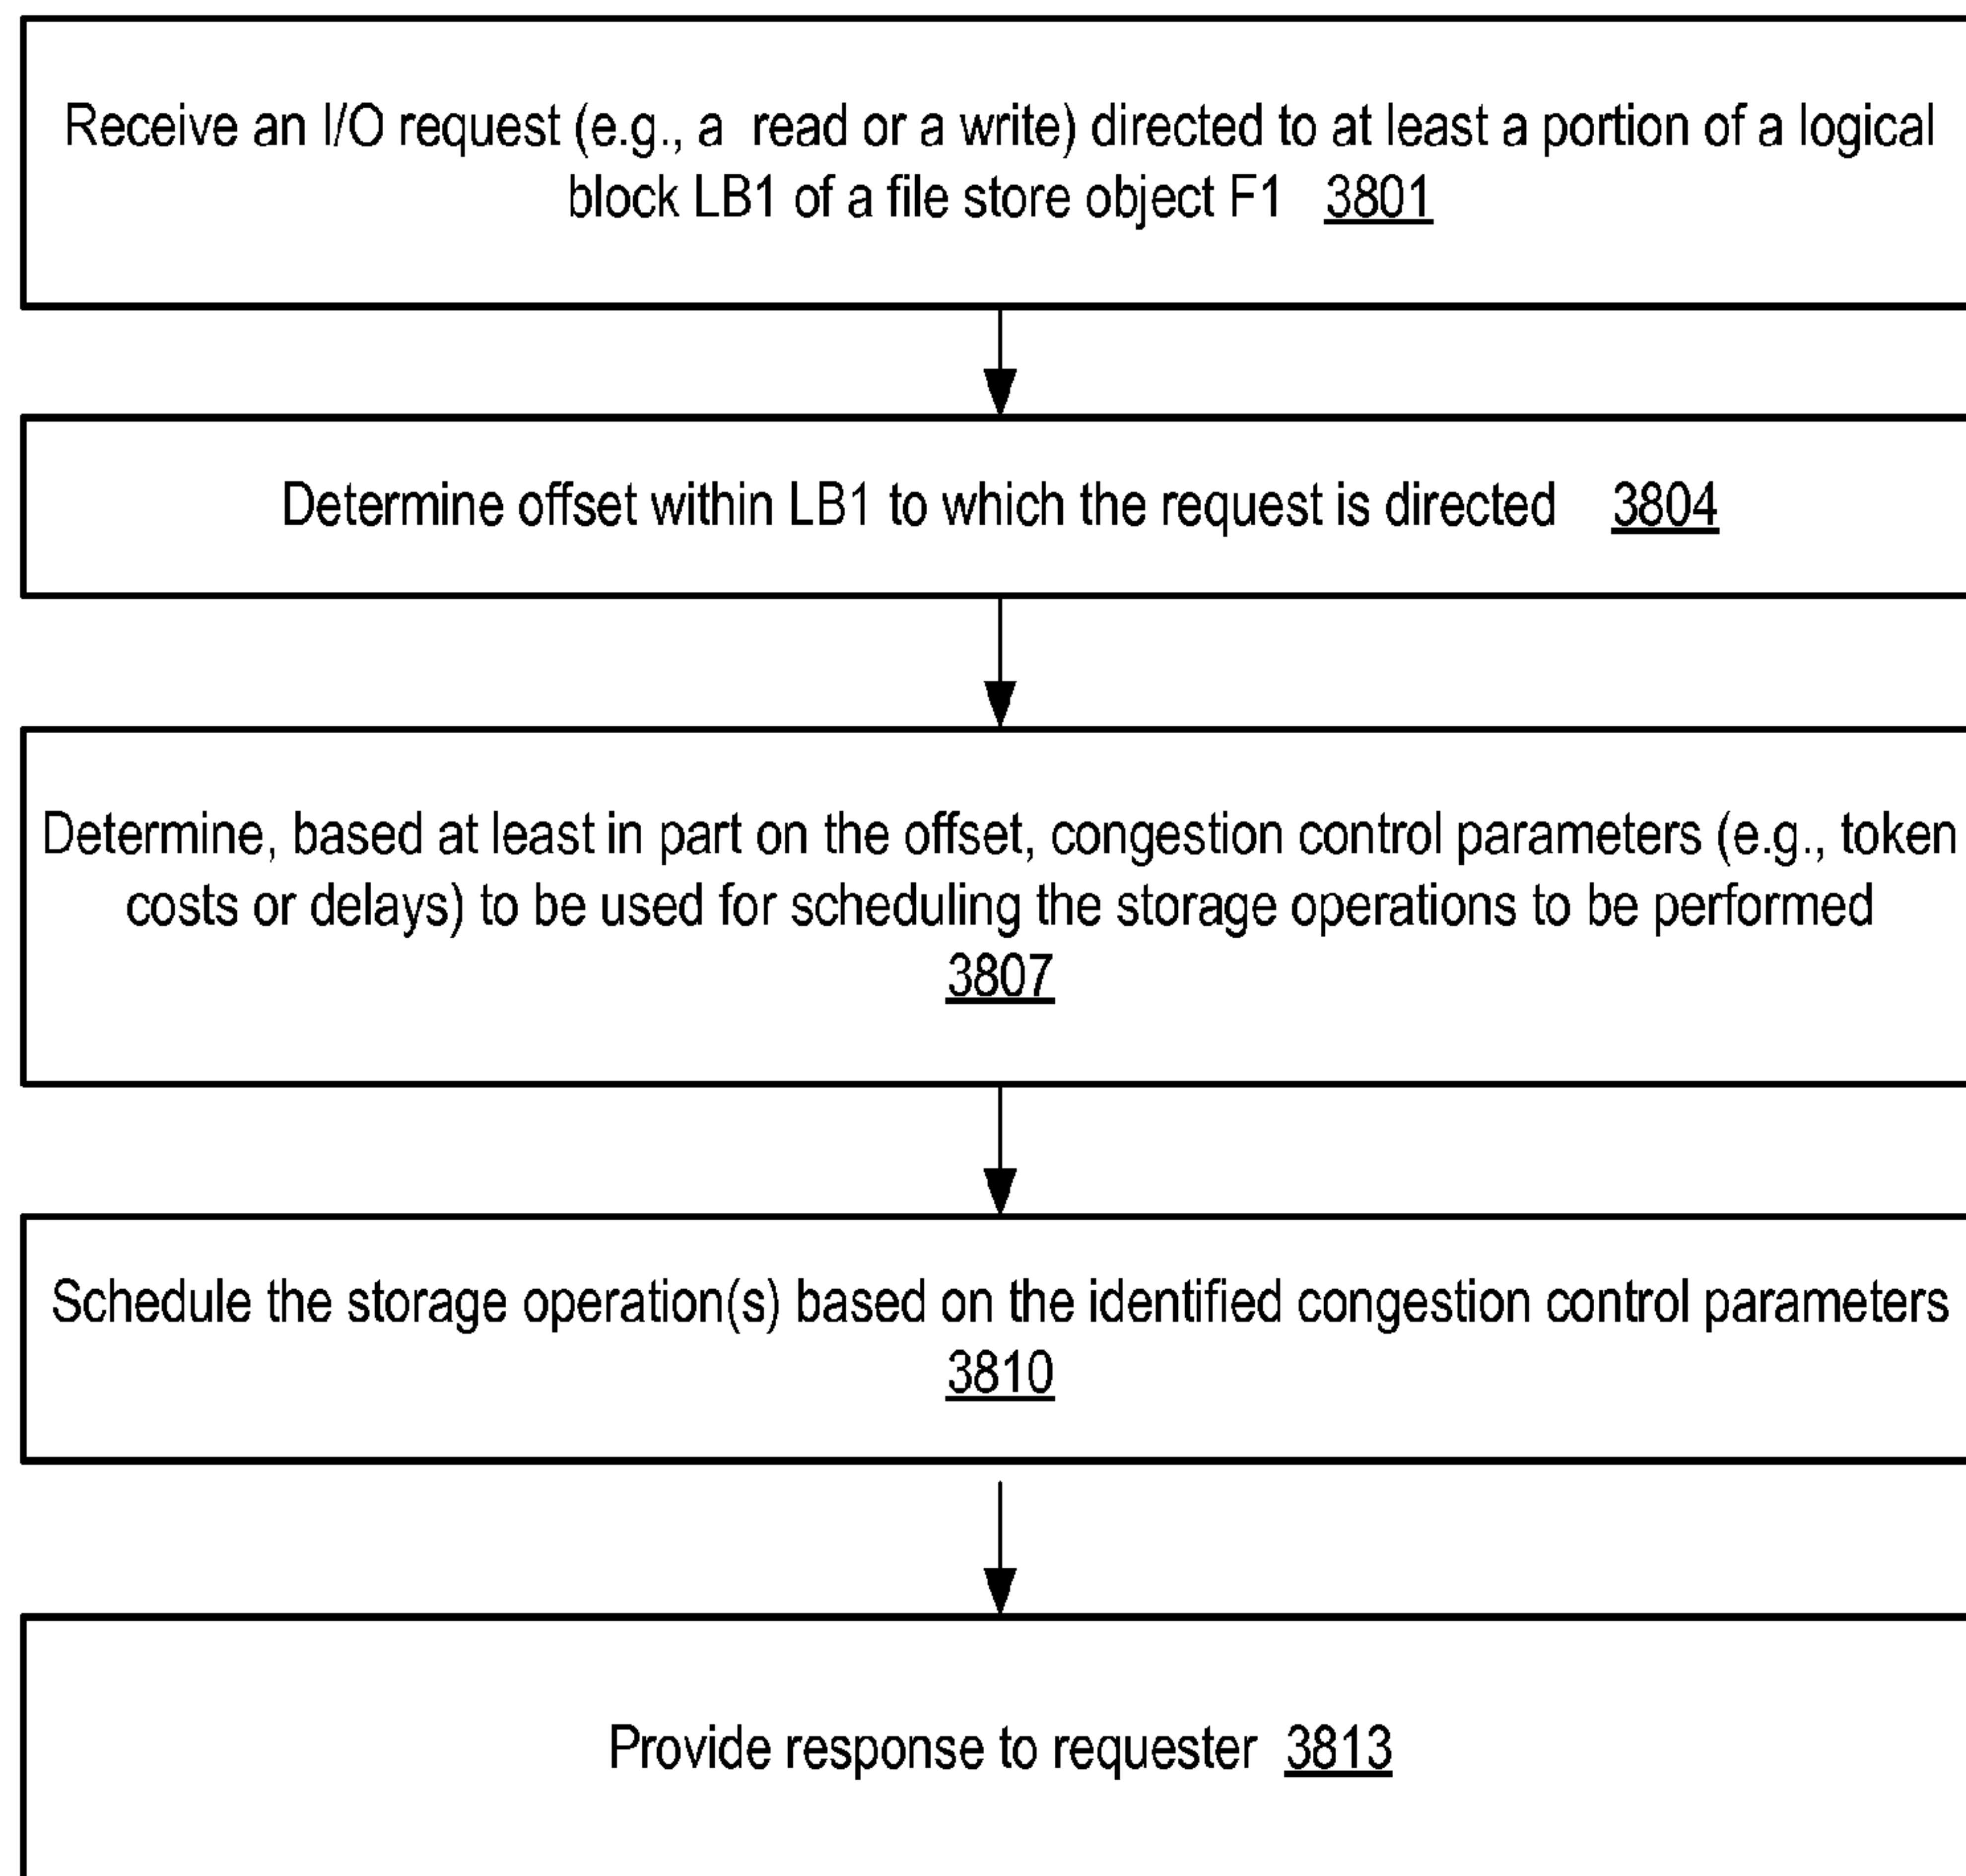 Receive an I/O request (e.g., a read or a write) directed to at least a portion of a logical
block LB1 of a file store object F1 3801
Determine offset within LB1 to which the request is directed 3804
Determine, based at least in part on the offset, congestion control parameters (e.g., token
costs or delays) to be used for scheduling the storage operations to be performed
3807
Schedule the storage operation(s) based on the identified congestion control parameters
3810
Provide response to requester 3813